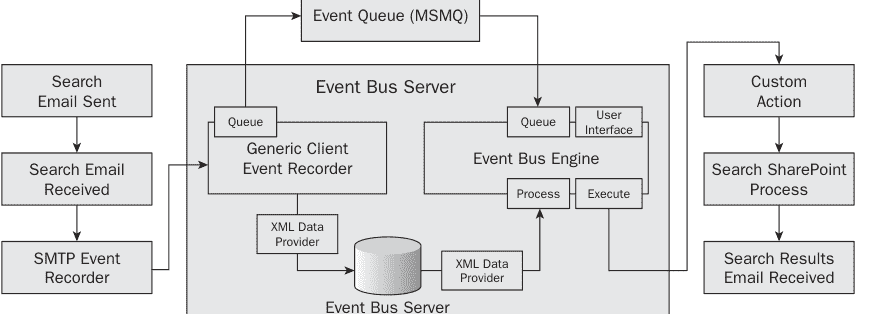 Event Queue (MSMQ)
Search
Email Sent
Search Email
Received
SMTP Event
Recorder
Event Bus Server
Queue
Generic Client
Event Recorder
XML Data
Provider
Event Bus Server
XML Data
Provider
Queue
User
Interface
Event Bus Engine
Process
Execute
Custom
Action
Search SharePoint
Process
Search Results
Email Received